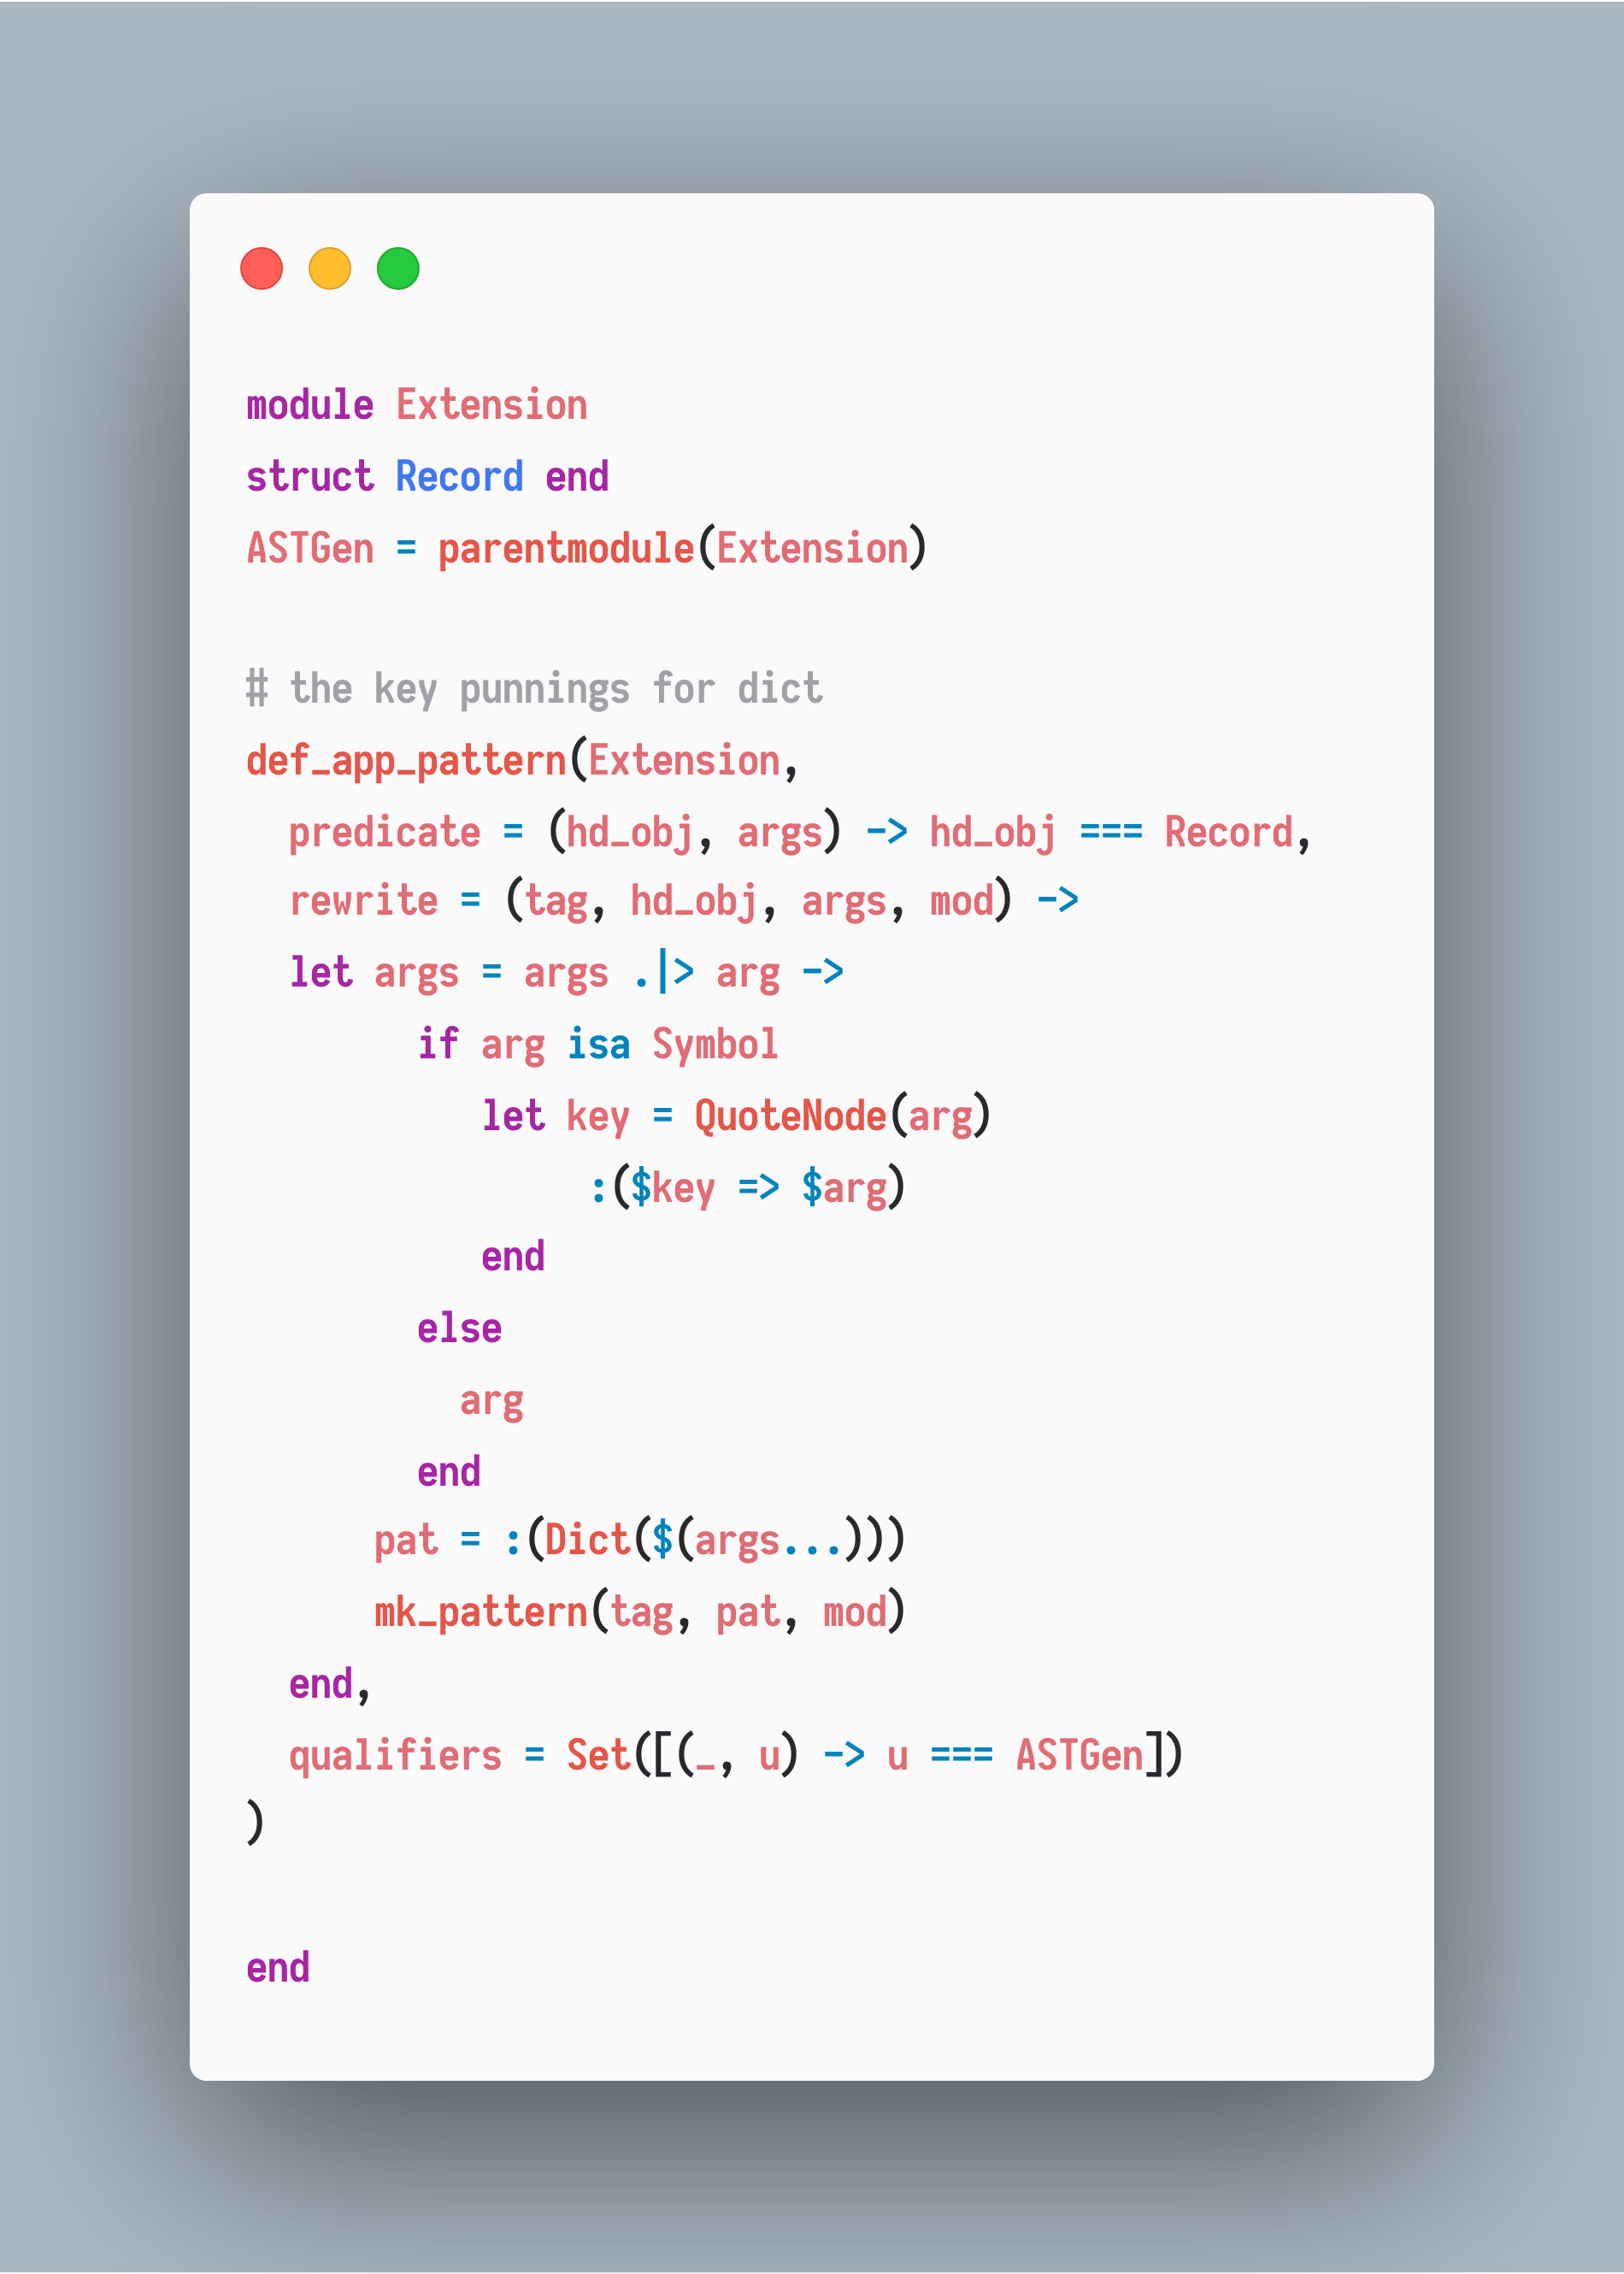 module Extension
struct Record end
ASTGen = parentmodule(Extension)
# the key punnings for dict
def_app_pattern(Extension,
  predicate = (hd_obj, args) -> hd_obj === Record,
  rewrite = (tag, hd_obj, args, mod) ->
  let args = args .|> arg ->
        if arg isa Symbol
           let key = QuoteNode(arg)
                :($key => $arg)
           end
        else
          arg
        end
      pat = :(Dict($(args...)))
      mk_pattern(tag, pat, mod)
  end,
  qualifiers = Set([(_, u) -> u === ASTGen])
)
end